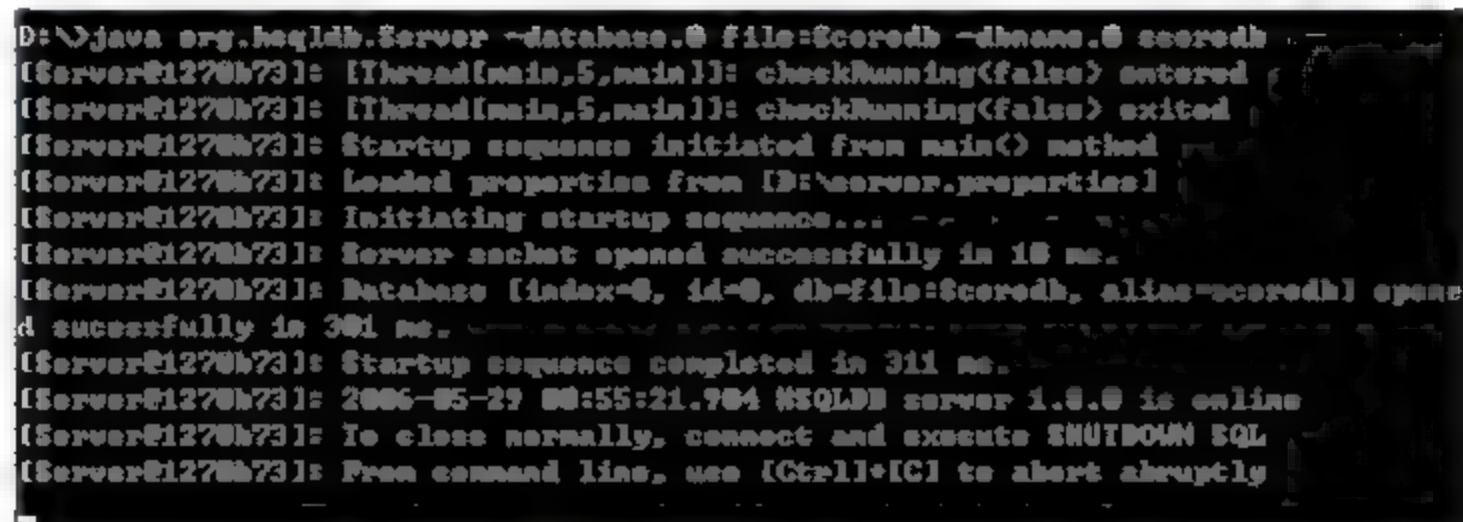 D:\>java org.hsqldb.Server -database.0 file:Scoredb -dbname.0 scoredb
[Server@1270b73]: [Thread[main,5,main]]: checkRunning(false) entered
[Server@1270b73]: [Thread[main,5,main]]: checkRunning(false) exited
[Server@1270b73]: Startup sequence initiated from main() method
[Server@1270b73]: Loaded properties from [D:\server.properties]
[Server@1270b73]: Initiating startup sequence...
[Server@1270b73]: Server socket opened successfully in 10 ms.
[Server@1270b73]: Database [index=0, id=0, db=file:Scoredb, alias=scoredb] opene
d sucessfully in 301 ms.
[Server@1270b73]: Startup sequence completed in 311 ms.
[Server@1270b73]: 2006-05-29 08:55:21.984 HSQLDB server 1.8.0 is online
[Server@1270b73]: To close normally, connect and execute SHUTDOWN SQL
[Server@1270b73]: From command line, use [Ctrl]+[C] to abort abruptly